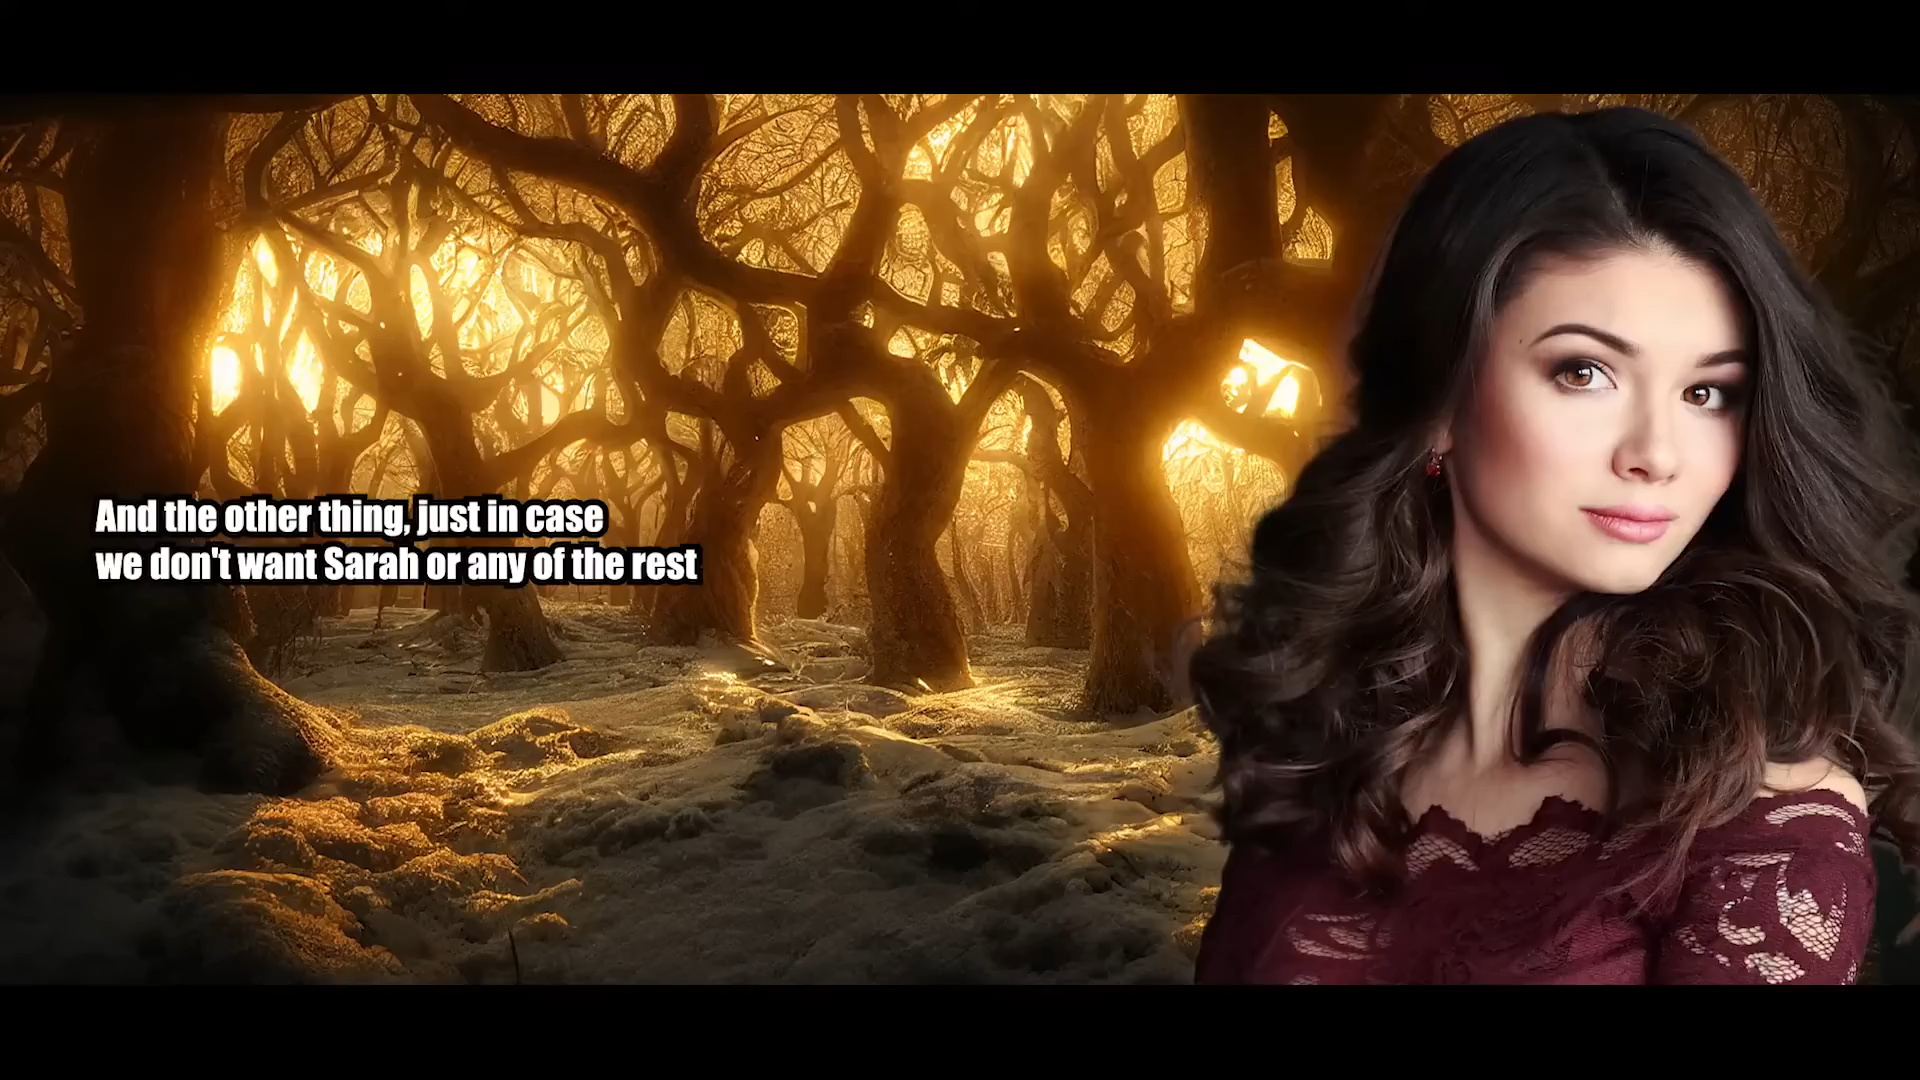 And the other thing, just in case
we don't want Sarah or any of the rest